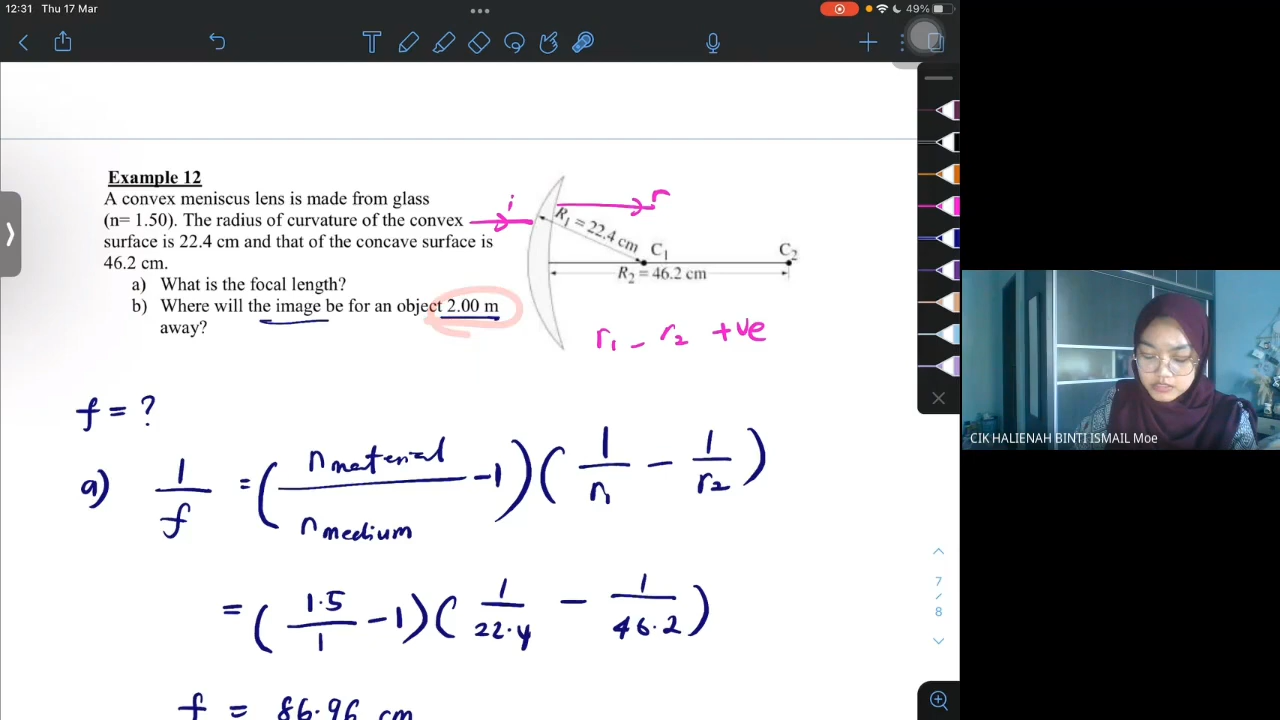 12:31 Thu 17 Mar
49%
T
Example 12
A convex meniscus lens is made from glass
(n= 1.50). The radius of curvature of the convex
surface is 22.4 cm and that of the concave surface is
46.2 cm.
a) What is the focal length?
b) Where will the image be for an object 2.00 m
away?
i
r
R1 = 22.4 cm
C1
C2
R2 = 46.2 cm
r1 - r2 +ve
f = ?
a) 1/f = (n material / n medium - 1)(1/r1 - 1/r2)
= (1.5/1 - 1)(1/22.4 - 1/46.2)
f = 86.96 cm
7
/
8
CIK HALIENAH BINTI ISMAIL Moe